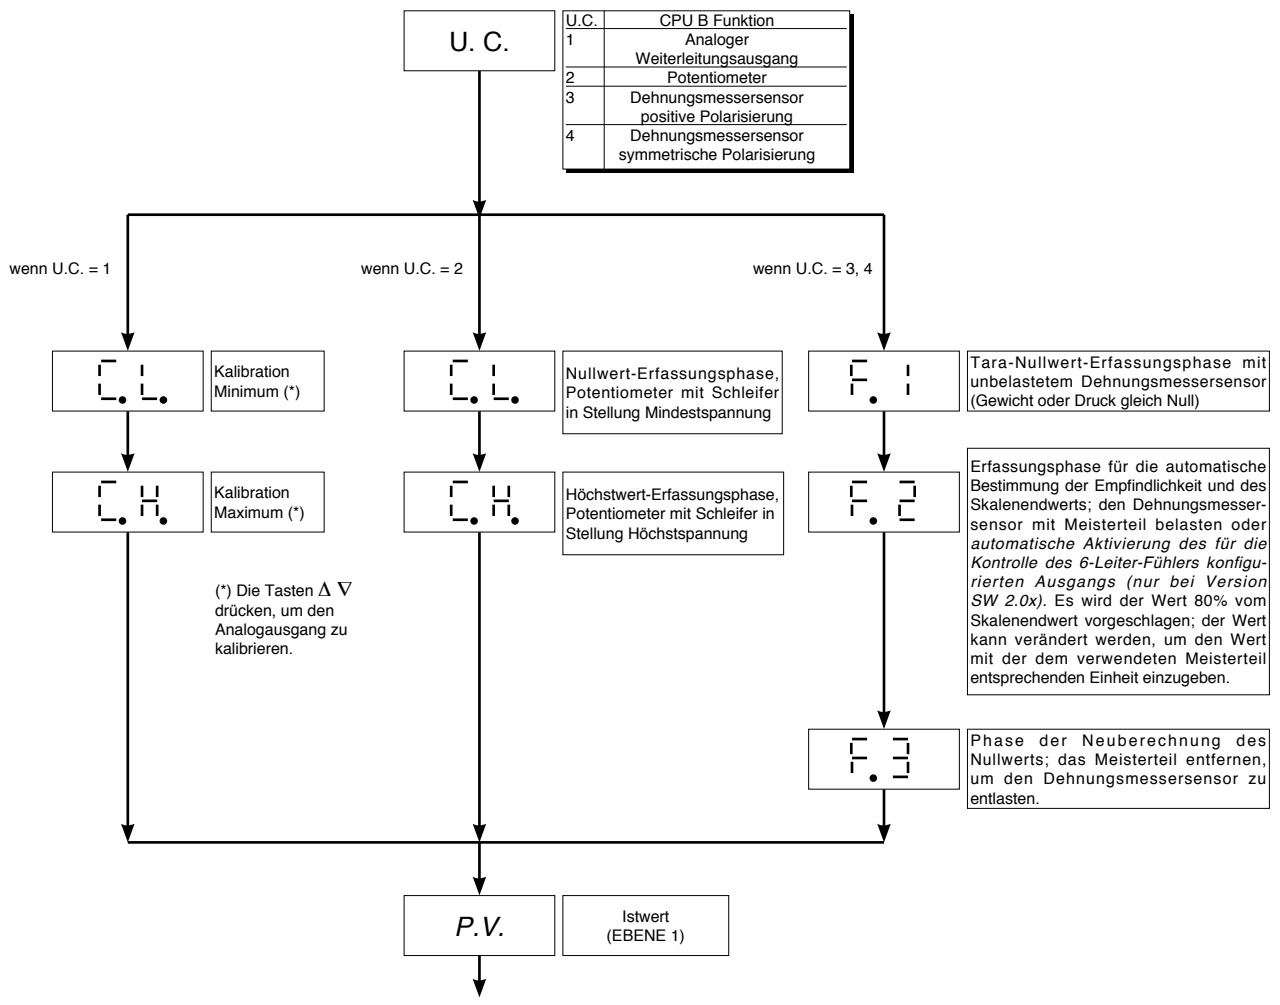 U. C.
U.C. CPU B Funktion
1 Analoger
Weiterleitungsausgang
2 Potentiometer
3 Dehnungsmessersensor
positive Polarisierung
4 Dehnungsmessersensor
symmetrische Polarisierung
wenn U.C. = 1
wenn U.C. = 2
wenn U.C. = 3, 4
C.L.
Kalibration
Minimum (*)
C.L.
Nullwert-Erfassungsphase,
Potentiometer mit Schleifer
in Stellung Mindestspannung
F.1
Tara-Nullwert-Erfassungsphase mit
unbelastetem Dehnungsmessersensor
(Gewicht oder Druck gleich Null)
C.H.
Kalibration
Maximum (*)
C.H.
Höchstwert-Erfassungsphase,
Potentiometer mit Schleifer in
Stellung Höchstspannung
F.2
Erfassungsphase für die automatische
Bestimmung der Empfindlichkeit und des
Skalenendwerts; den Dehnungsmesser-
sensor mit Meisterteil belasten oder
automatische Aktivierung des für die
Kontrolle des 6-Leiter-Fühlers konfigu-
rierten Ausgangs (nur bei Version
SW 2.0x). Es wird der Wert 80% vom
Skalenendwert vorgeschlagen; der Wert
kann verändert werden, um den Wert
mit der dem verwendeten Meisterteil
entsprechenden Einheit einzugeben.
(*) Die Tasten Δ ∇
drücken, um den
Analogausgang zu
kalibrieren.
F.3
Phase der Neuberechnung des
Nullwerts; das Meisterteil entfernen,
um den Dehnungsmessersensor zu
entlasten.
P.V.
Istwert
(EBENE 1)